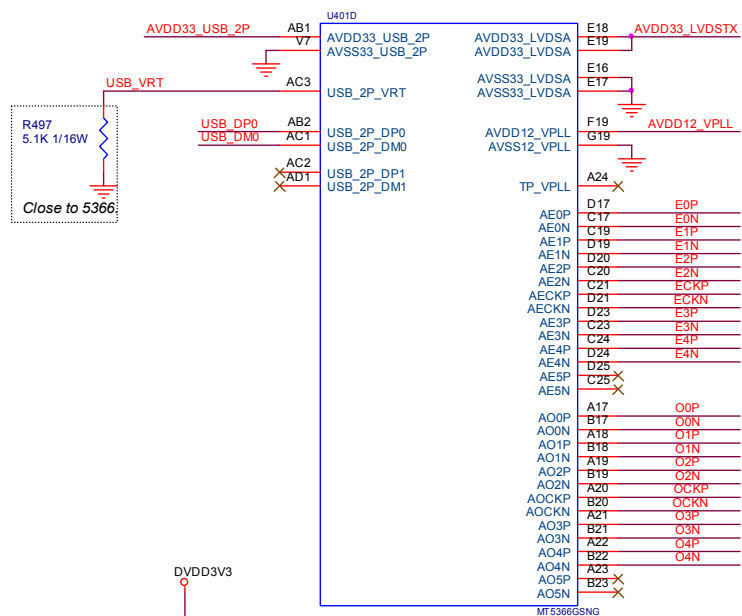 U401D
AVDD33_USB_2P AB1 AVDD33_USB_2P AVDD33_LVDSA E18 AVDD33_LVDSTX
V7 AVSS33_USB_2P AVDD33_LVDSA E19
AVSS33_LVDSA E16
USB_VRT AC3 USB_2P_VRT AVSS33_LVDSA E17
R497
5.1K 1/16W
Close to 5366.
USB_DP0 AB2 USB_2P_DP0 AVDD12_VPLL F19 AVDD12_VPLL
USB_DM0 AC1 USB_2P_DM0 AVSS12_VPLL G19
AC2 USB_2P_DP1
AD1 USB_2P_DM1 TP_VPLL A24
AE0P D17 E0P
AE0N C17 E0N
AE1P C19 E1P
AE1N D19 E1N
AE2P D20 E2P
AE2N C20 E2N
AECKP C21 ECKP
AECKN D21 ECKN
AE3P D23 E3P
AE3N C23 E3N
AE4P C24 E4P
AE4N D24 E4N
AE5P D25
AE5N C25
AO0P A17 O0P
AO0N B17 O0N
AO1P A18 O1P
AO1N B18 O1N
AO2P A19 O2P
AO2N B19 O2N
AOCKP A20 OCKP
AOCKN B20 OCKN
AO3P A21 O3P
AO3N B21 O3N
AO4P A22 O4P
AO4N B22 O4N
AO5P A23
AO5N B23
DVDD3V3
MT5366GSNG